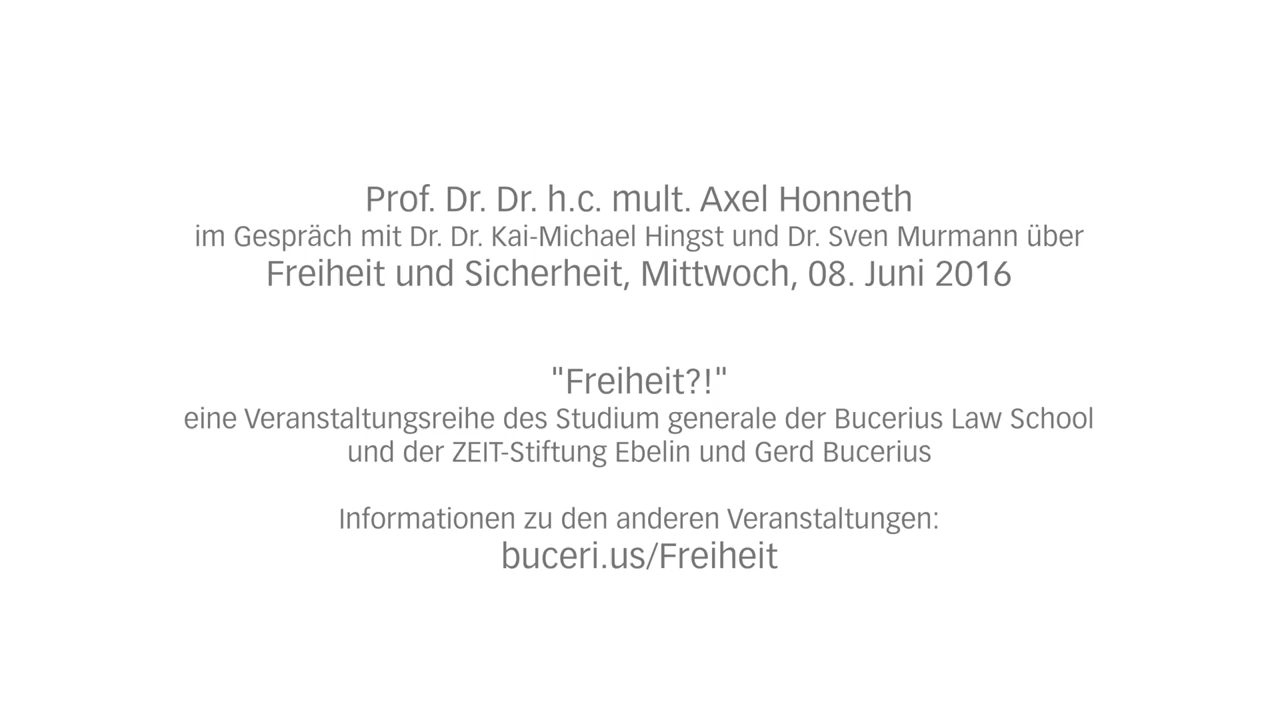 Prof. Dr. Dr. h.c. mult. Axel Honneth
im Gespräch mit Dr. Dr. Kai-Michael Hingst und Dr. Sven Murmann über
Freiheit und Sicherheit, Mittwoch, 08. Juni 2016
"Freiheit?!"
eine Veranstaltungsreihe des Studium generale der Bucerius Law School
und der ZEIT-Stiftung Ebelin und Gerd Bucerius
Informationen zu den anderen Veranstaltungen:
buceri.us/Freiheit